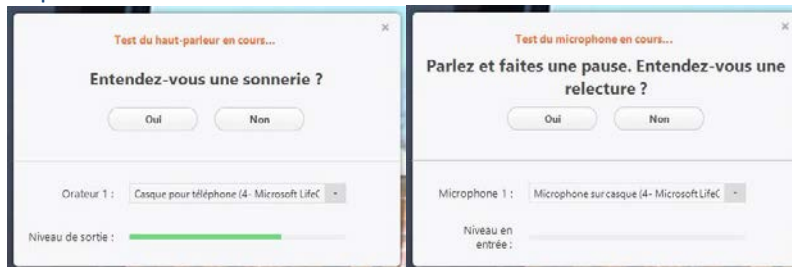 Test du haut-parleur en cours...
Entendez-vous une sonnerie ?
Oui
Non
Orateur 1 :
Casque pour téléphone (4- Microsoft LifeC
Niveau de sortie :
Test du microphone en cours...
Parlez et faites une pause. Entendez-vous une
relecture ?
Oui
Non
Microphone 1 :
Microphone sur casque (4- Microsoft LifeC
Niveau en
entrée :